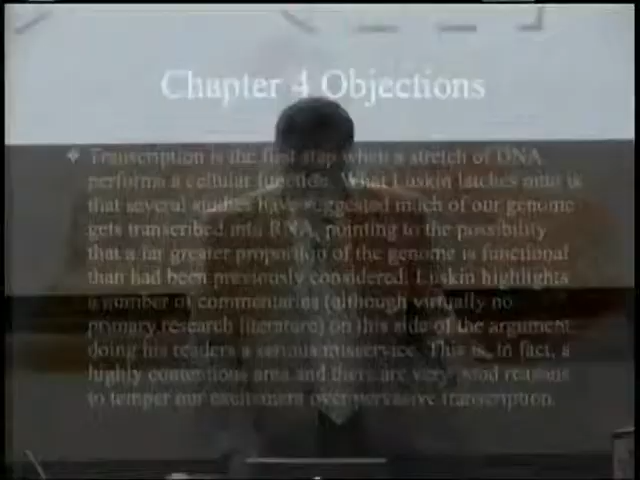 Chapter 4 Objections
Transcription is the first step when a stretch of DNA
performs a cellular function. What Luskin latches onto is
that several studies have suggested much of our genome
gets transcribed into RNA, pointing to the possibility
that a far greater proportion of the genome is functional
than had been previously considered. Luskin highlights
a number of commentaries (although virtually no
primary research literature) on this side of the argument
doing his readers a serious misservice. This is, in fact, a
highly contentious area and there are very good reasons
to temper our excitement over pervasive transcription.